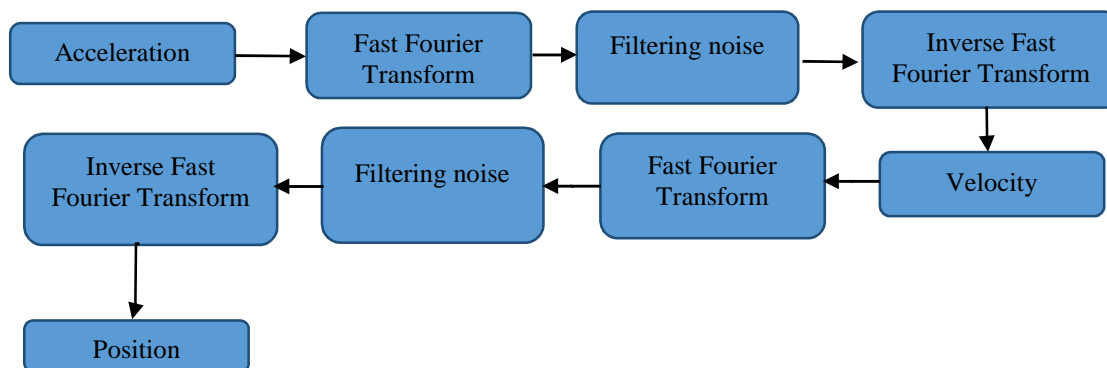 Acceleration
Fast Fourier
Transform
Filtering noise
Inverse Fast
Fourier Transform
Velocity
Fast Fourier
Transform
Filtering noise
Inverse Fast
Fourier Transform
Position